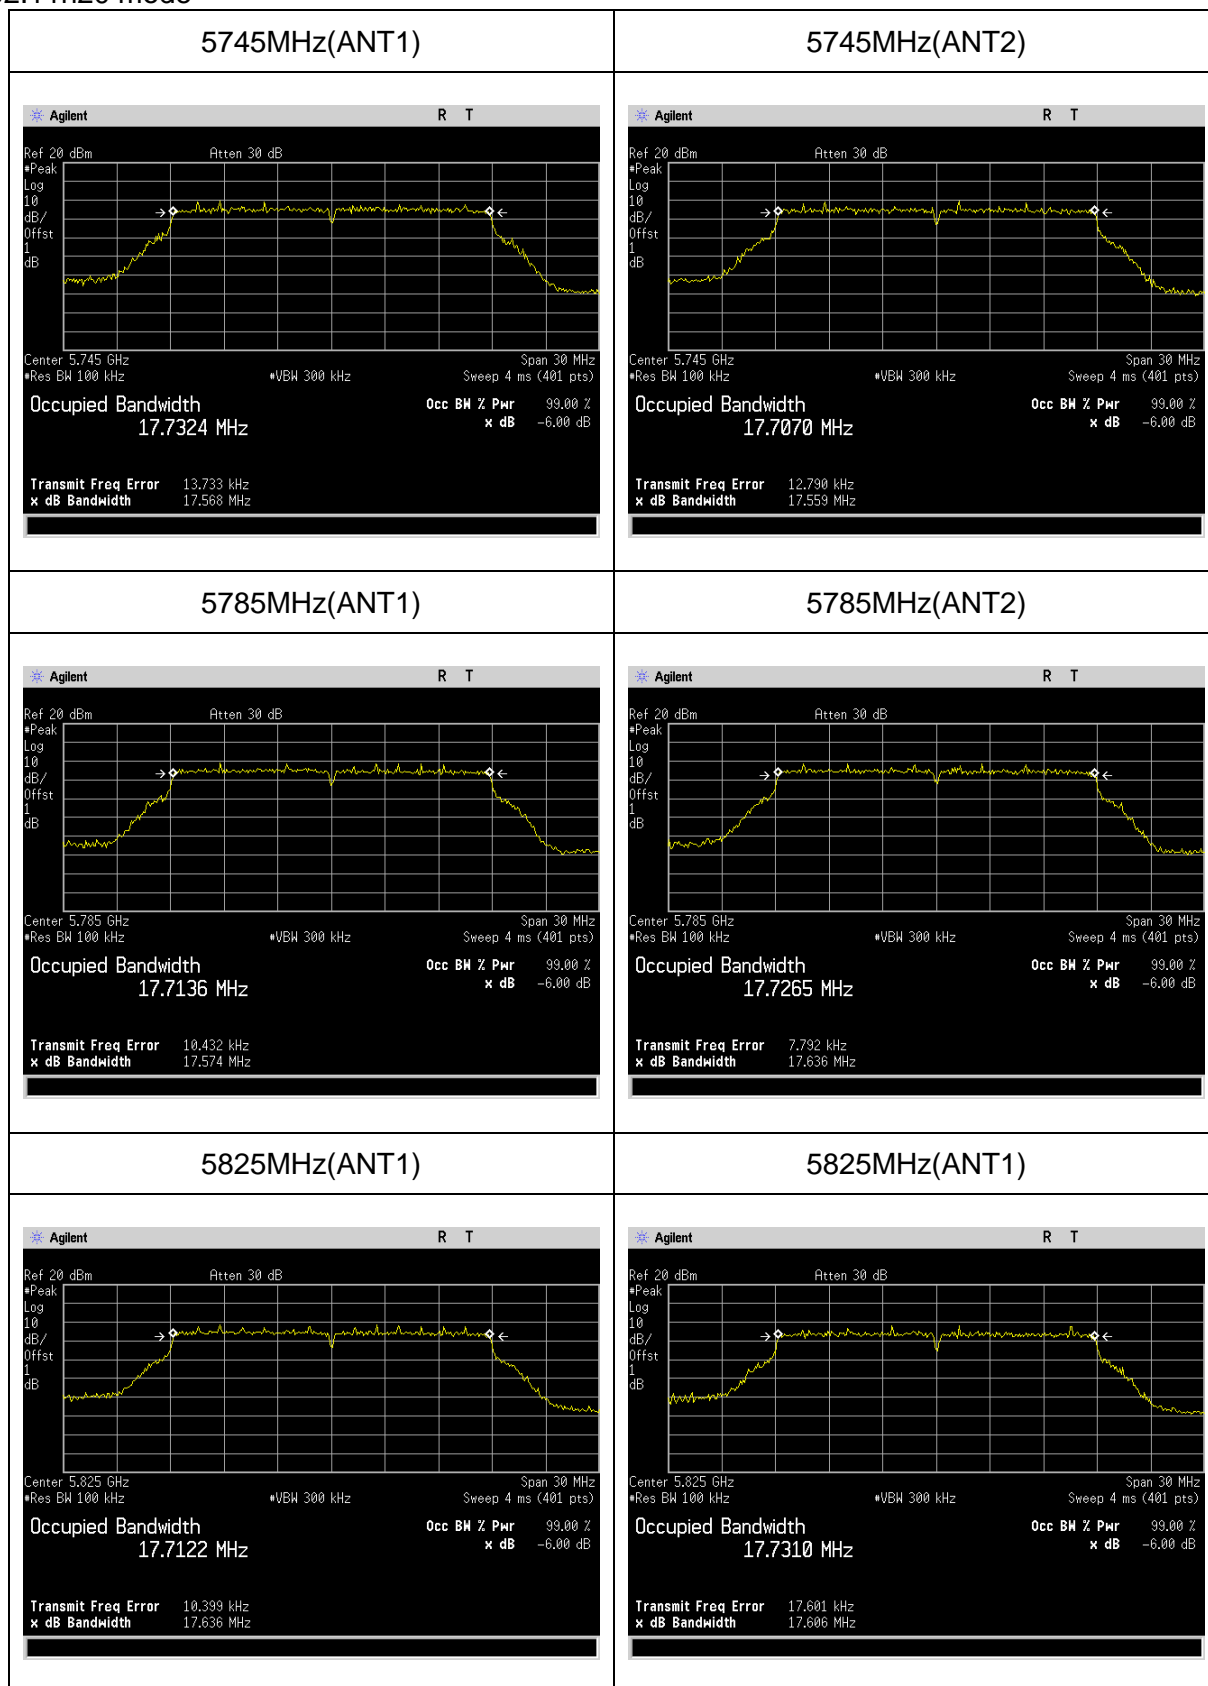 5745MHz(ANT1) 5745MHz(ANT2)
Agilent R T
Ref 20 dBm Atten 30 dB
#Peak
Log
10
dB/
Offst
1
dB
Center 5.745 GHz Span 30 MHz
#Res BW 100 kHz #VBW 300 kHz Sweep 4 ms (401 pts)
Occupied Bandwidth Occ BW % Pwr 99.00 %
17.7324 MHz x dB -6.00 dB
Transmit Freq Error 13.733 kHz
x dB Bandwidth 17.568 MHz
Agilent R T
Ref 20 dBm Atten 30 dB
#Peak
Log
10
dB/
Offst
1
dB
Center 5.745 GHz Span 30 MHz
#Res BW 100 kHz #VBW 300 kHz Sweep 4 ms (401 pts)
Occupied Bandwidth Occ BW % Pwr 99.00 %
17.7070 MHz x dB -6.00 dB
Transmit Freq Error 12.790 kHz
x dB Bandwidth 17.559 MHz
5785MHz(ANT1) 5785MHz(ANT2)
Agilent R T
Ref 20 dBm Atten 30 dB
#Peak
Log
10
dB/
Offst
1
dB
Center 5.785 GHz Span 30 MHz
#Res BW 100 kHz #VBW 300 kHz Sweep 4 ms (401 pts)
Occupied Bandwidth Occ BW % Pwr 99.00 %
17.7136 MHz x dB -6.00 dB
Transmit Freq Error 10.432 kHz
x dB Bandwidth 17.574 MHz
Agilent R T
Ref 20 dBm Atten 30 dB
#Peak
Log
10
dB/
Offst
1
dB
Center 5.785 GHz Span 30 MHz
#Res BW 100 kHz #VBW 300 kHz Sweep 4 ms (401 pts)
Occupied Bandwidth Occ BW % Pwr 99.00 %
17.7265 MHz x dB -6.00 dB
Transmit Freq Error 7.792 kHz
x dB Bandwidth 17.636 MHz
5825MHz(ANT1) 5825MHz(ANT1)
Agilent R T
Ref 20 dBm Atten 30 dB
#Peak
Log
10
dB/
Offst
1
dB
Center 5.825 GHz Span 30 MHz
#Res BW 100 kHz #VBW 300 kHz Sweep 4 ms (401 pts)
Occupied Bandwidth Occ BW % Pwr 99.00 %
17.7122 MHz x dB -6.00 dB
Transmit Freq Error 10.399 kHz
x dB Bandwidth 17.636 MHz
Agilent R T
Ref 20 dBm Atten 30 dB
#Peak
Log
10
dB/
Offst
1
dB
Center 5.825 GHz Span 30 MHz
#Res BW 100 kHz #VBW 300 kHz Sweep 4 ms (401 pts)
Occupied Bandwidth Occ BW % Pwr 99.00 %
17.7310 MHz x dB -6.00 dB
Transmit Freq Error 17.601 kHz
x dB Bandwidth 17.606 MHz